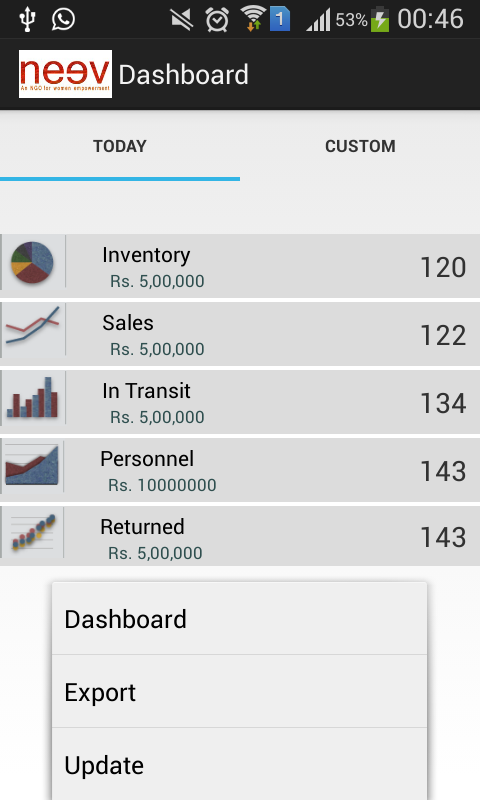 1 53% 00:46
neev Dashboard
An NGO for women empowerment
TODAY CUSTOM
Inventory 120
Rs. 5,00,000
Sales 122
Rs. 5,00,000
In Transit 134
Rs. 5,00,000
Personnel 143
Rs. 10000000
Returned 143
Rs. 5,00,000
Dashboard
Export
Update